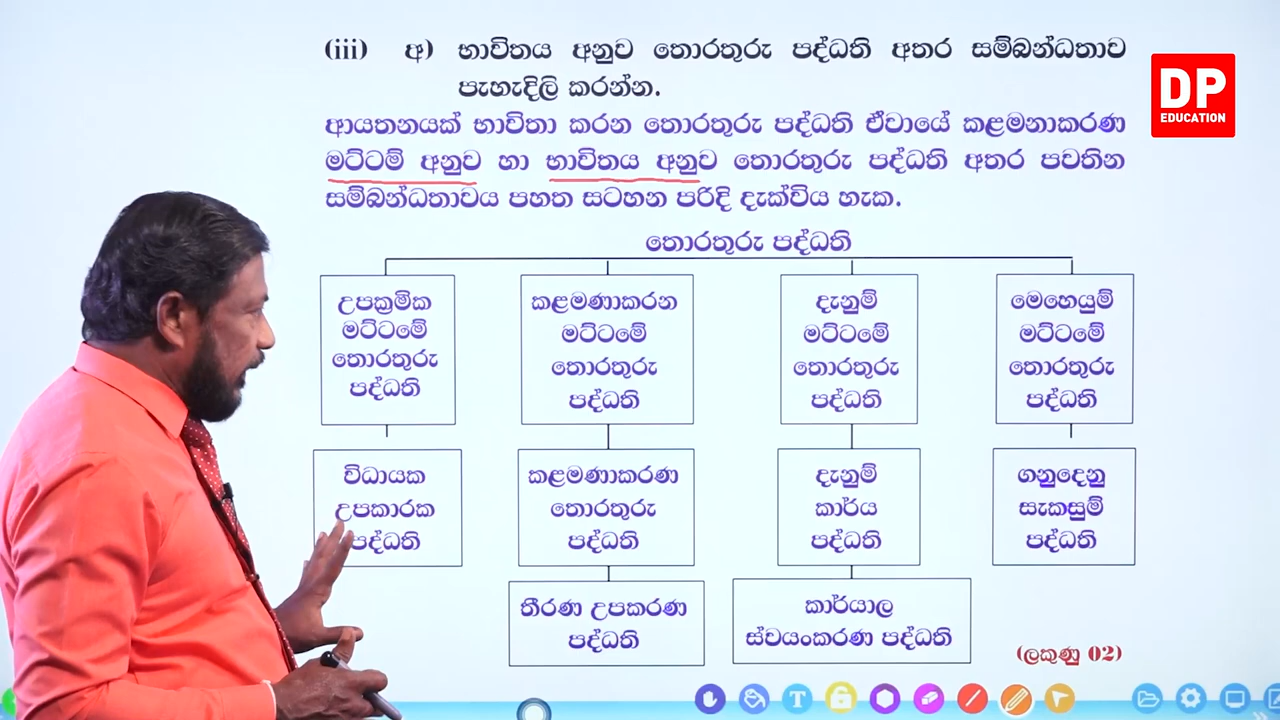 (iii) අ) භාවිතය අනුව තොරතුරු පද්ධති අතර සම්බන්ධතාව
පැහැදිලි කරන්න.
ආයතනයක් භාවිතා කරන තොරතුරු පද්ධති ඒවායේ කළමනාකරණ
මට්ටම් අනුව හා භාවිතය අනුව තොරතුරු පද්ධති අතර පවතින
සම්බන්ධතාවය පහත සටහන පරිදි දැක්විය හැක.
DP
EDUCATION
තොරතුරු පද්ධති
උපක්‍රමික
මට්ටමේ
තොරතුරු
පද්ධති
කළමණාකරන
මට්ටමේ
තොරතුරු
පද්ධති
දැනුම්
මට්ටමේ
තොරතුරු
පද්ධති
මෙහෙයුම්
මට්ටමේ
තොරතුරු
පද්ධති
විධායක
උපකාරක
පද්ධති
කළමණාකරණ
තොරතුරු
පද්ධති
දැනුම්
කාර්ය
පද්ධති
ගනුදෙනු
සැකසුම්
පද්ධති
තීරණ උපකරණ
පද්ධති
කාර්යාල
ස්වයංකරණ පද්ධති
(ලකුණු 02)
T